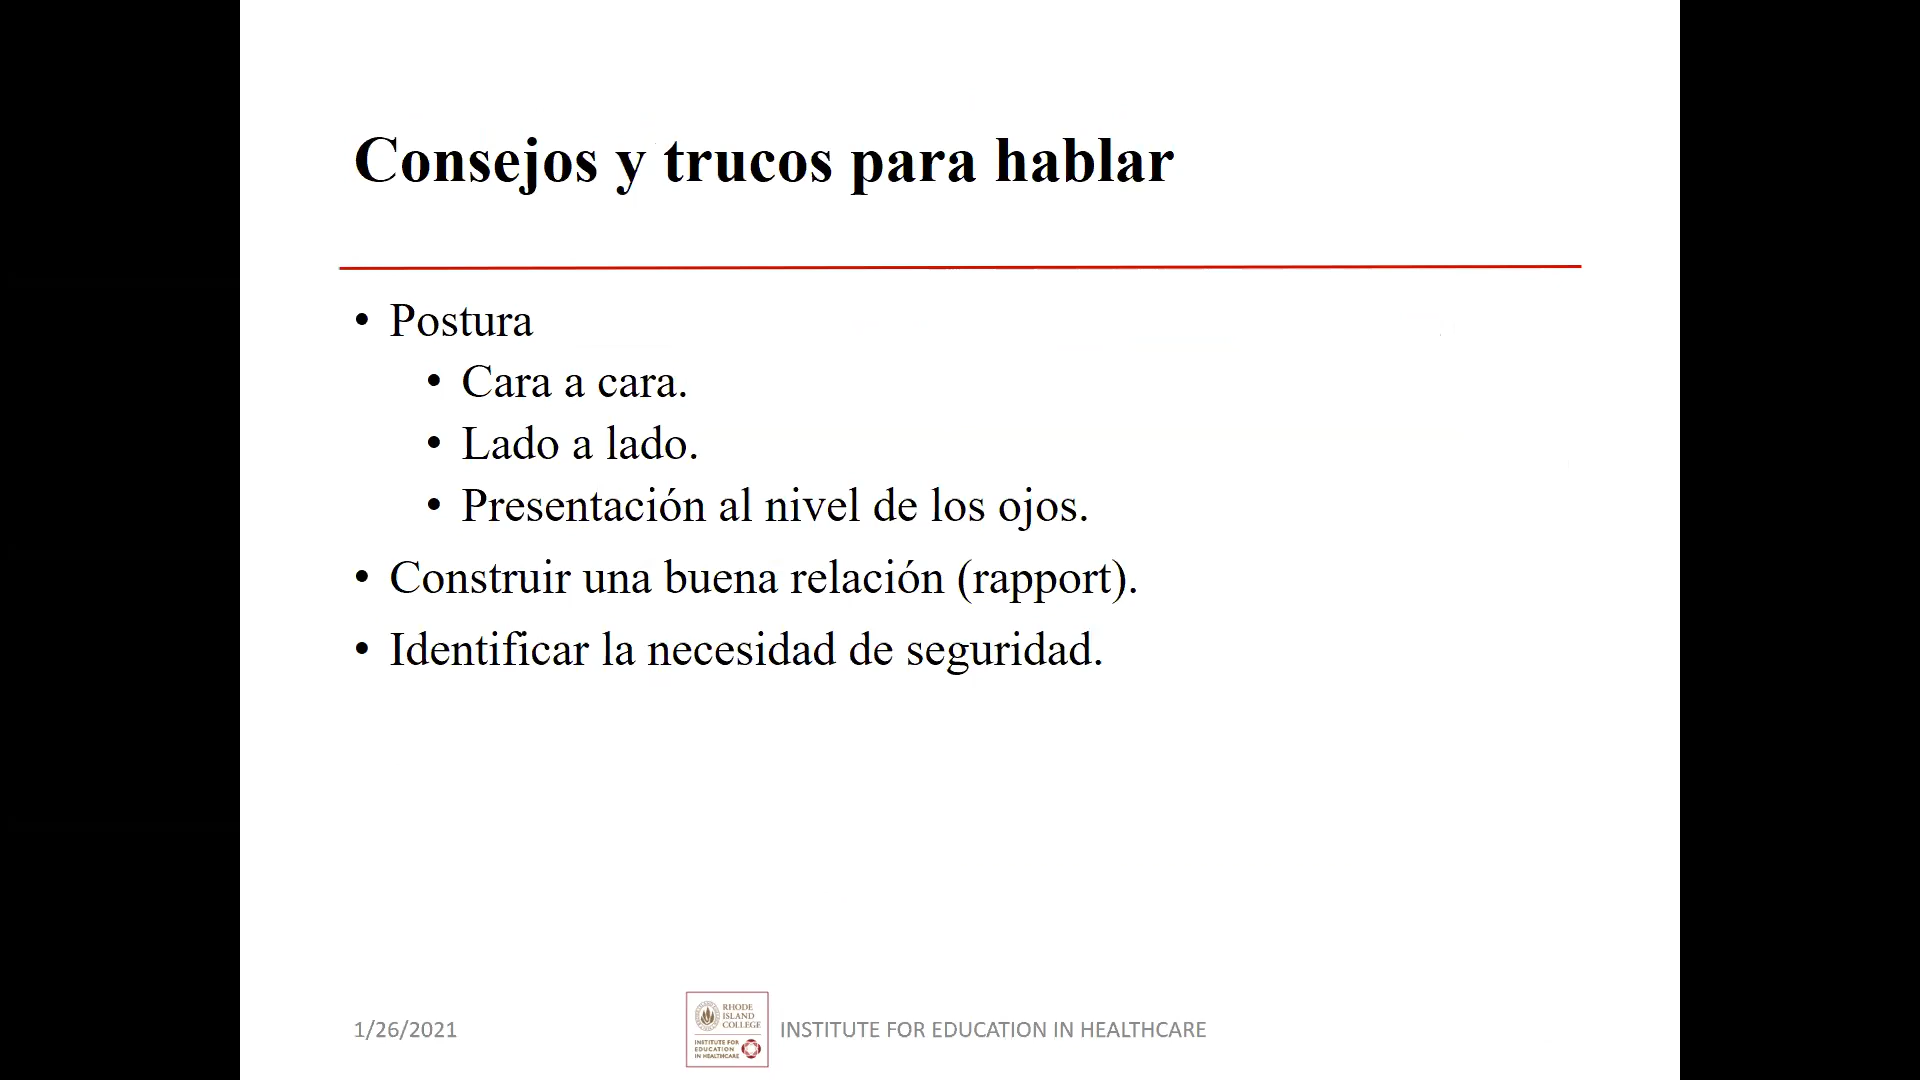 Consejos y trucos para hablar
• Postura
• Cara a cara.
• Lado a lado.
• Presentación al nivel de los ojos.
• Construir una buena relación (rapport).
• Identificar la necesidad de seguridad.
1/26/2021
RHODE
ISLAND
COLLEGE
INSTITUTE FOR
EDUCATION
IN HEALTHCARE
INSTITUTE FOR EDUCATION IN HEALTHCARE